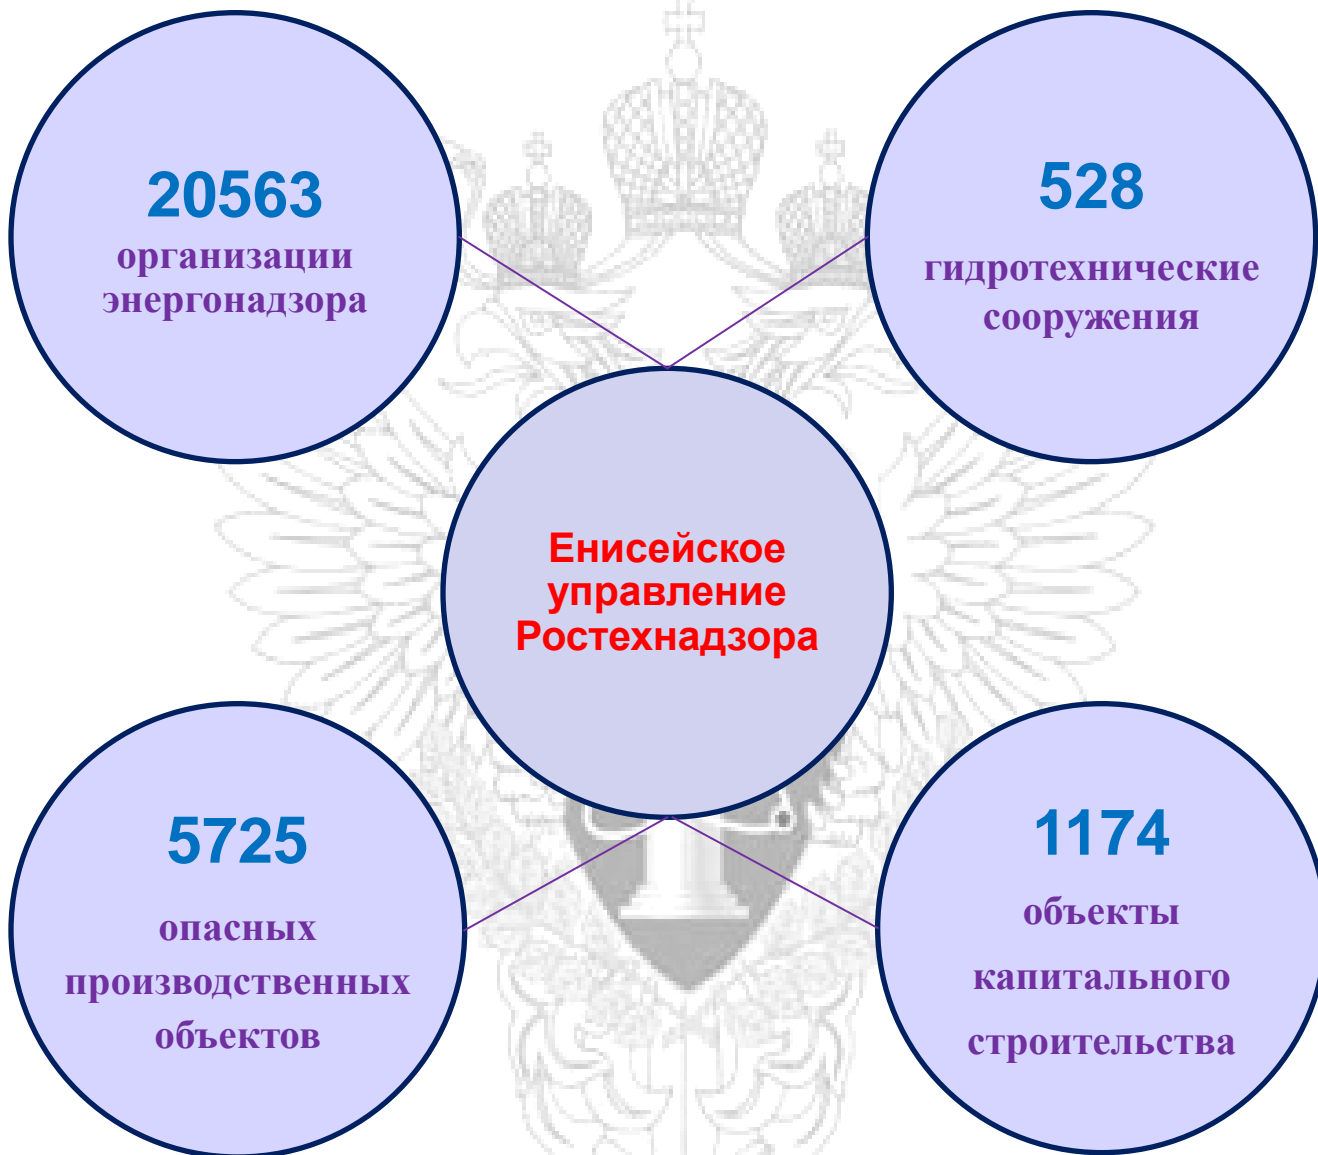 20563
организации
энергонадзора
528
гидротехнические
сооружения
Енисейское
управление
Ростехнадзора
5725
опасных
производственных
объектов
1174
объекты
капитального
строительства